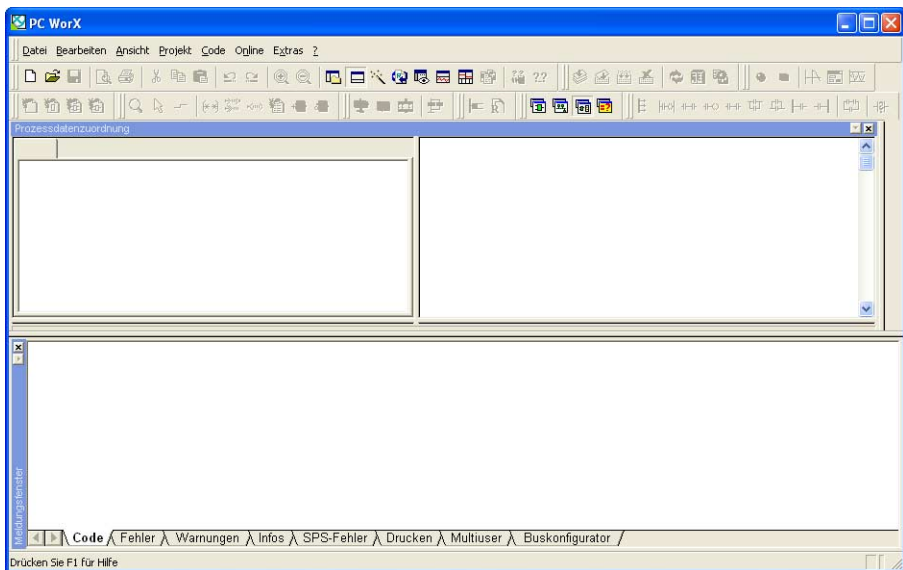 PC WorX
Datei Bearbeiten Ansicht Projekt Code Online Extras ?
Prozessdatenzuordnung
Meldungsfenster
Code Fehler Warnungen Infos SPS-Fehler Drucken Multiuser Buskonfigurator
Drücken Sie F1 für Hilfe